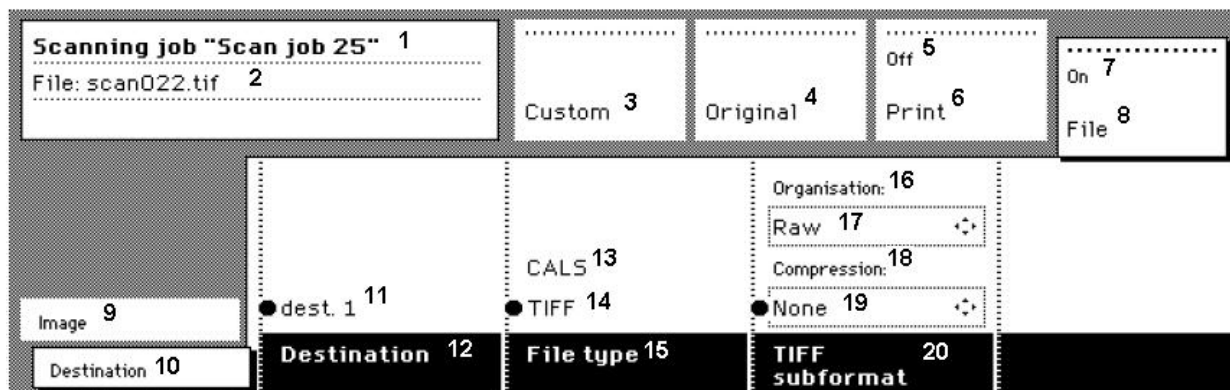 Scanning job "Scan job 25" 1
File: scan022.tif 2
Custom 3
Original 4
Off 5
Print 6
On 7
File 8
Image 9
Destination 10
dest. 1 11
Destination 12
CALS 13
TIFF 14
File type 15
Organisation: 16
Raw 17
Compression: 18
None 19
TIFF 20
subformat